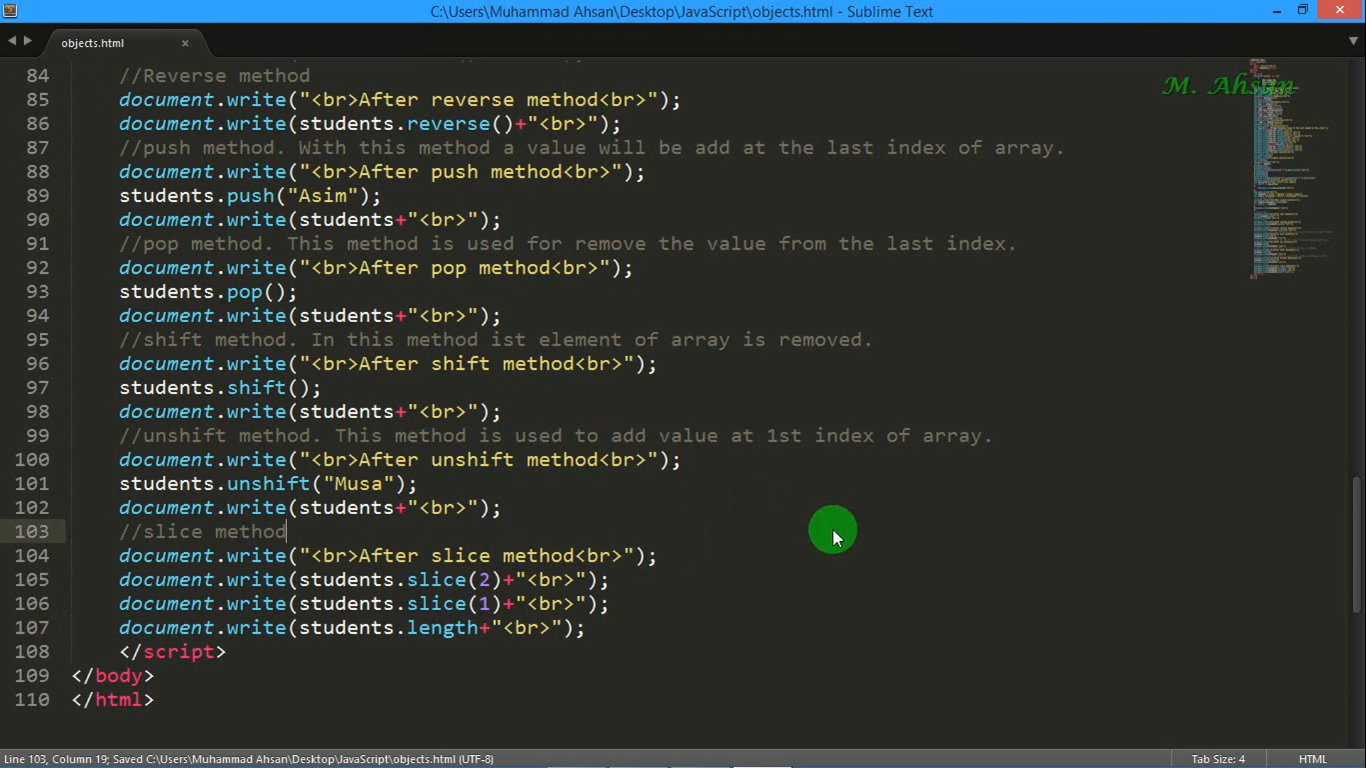 C:\Users\Muhammad Ahsan\Desktop\JavaScript\objects.html - Sublime Text
objects.html
M. Ahsan
84 //Reverse method
85 document.write("<br>After reverse method<br>");
86 document.write(students.reverse()+"<br>");
87 //push method. With this method a value will be add at the last index of array.
88 document.write("<br>After push method<br>");
89 students.push("Asim");
90 document.write(students+"<br>");
91 //pop method. This method is used for remove the value from the last index.
92 document.write("<br>After pop method<br>");
93 students.pop();
94 document.write(students+"<br>");
95 //shift method. In this method ist element of array is removed.
96 document.write("<br>After shift method<br>");
97 students.shift();
98 document.write(students+"<br>");
99 //unshift method. This method is used to add value at 1st index of array.
100 document.write("<br>After unshift method<br>");
101 students.unshift("Musa");
102 document.write(students+"<br>");
103 //slice method
104 document.write("<br>After slice method<br>");
105 document.write(students.slice(2)+"<br>");
106 document.write(students.slice(1)+"<br>");
107 document.write(students.length+"<br>");
108 </script>
109 </body>
110 </html>
Line 103, Column 19; Saved C:\Users\Muhammad Ahsan\Desktop\JavaScript\objects.html (UTF-8)
Tab Size: 4
HTML